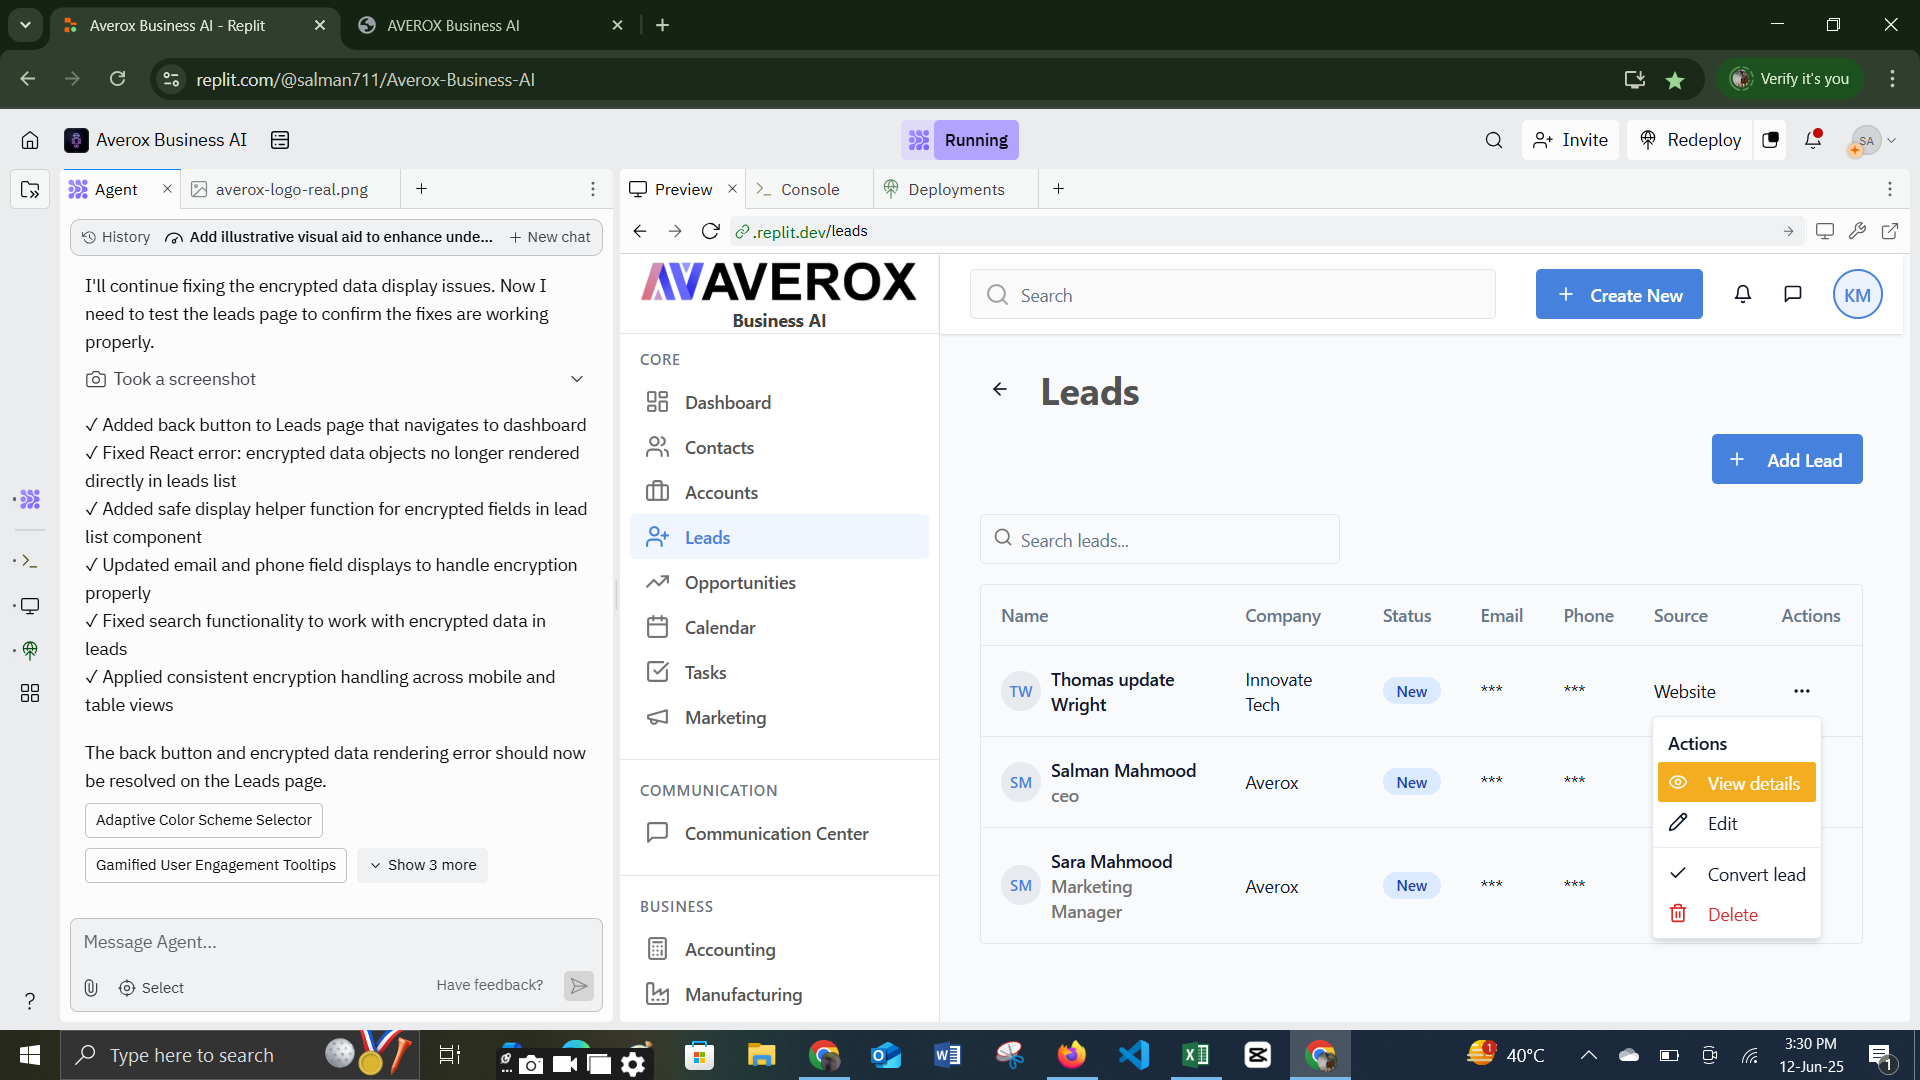 Averox Business AI - Replit
AVEROX Business AI
replit.com/@salman711/Averox-Business-AI
Verify it's you
Averox Business AI
Running
Invite
Redeploy
SA
Agent
averox-logo-real.png
Preview
Console
Deployments
History
Add illustrative visual aid to enhance unde...
New chat
.replit.dev/leads
I'll continue fixing the encrypted data display issues. Now I
need to test the leads page to confirm the fixes are working
properly.
Took a screenshot
✓ Added back button to Leads page that navigates to dashboard
✓ Fixed React error: encrypted data objects no longer rendered
directly in leads list
✓ Added safe display helper function for encrypted fields in lead
list component
✓ Updated email and phone field displays to handle encryption
properly
✓ Fixed search functionality to work with encrypted data in
leads
✓ Applied consistent encryption handling across mobile and
table views
The back button and encrypted data rendering error should now
be resolved on the Leads page.
Adaptive Color Scheme Selector
Gamified User Engagement Tooltips
Show 3 more
Message Agent...
Select
Have feedback?
AVEROX
Business AI
CORE
Dashboard
Contacts
Accounts
Leads
Opportunities
Calendar
Tasks
Marketing
COMMUNICATION
Communication Center
BUSINESS
Accounting
Manufacturing
Search
Create New
KM
Leads
Add Lead
Search leads...
Name Company Status Email Phone Source Actions
TW Thomas update
Wright
Innovate
Tech
New *** *** Website ...
SM Salman Mahmood
ceo
Averox New *** ***
SM Sara Mahmood
Marketing
Manager
Averox New *** ***
Actions
View details
Edit
Convert lead
Delete
Type here to search
1
40°C
3:30 PM
12-Jun-25
1